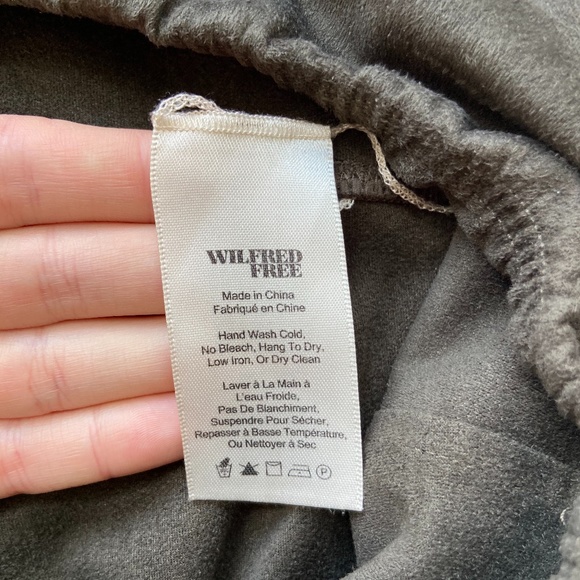 WILFRED
FREE
Made in China
Fabriqué en Chine
Hand Wash Cold,
No Bleach, Hang To Dry,
Low Iron, Or Dry Clean
Laver à La Main à
L'eau Froide,
Pas De Blanchiment,
Suspendre Pour Sécher,
Repasser à Basse Température,
Ou Nettoyer à Sec
P